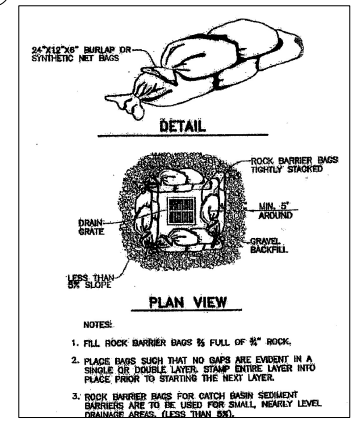 24"X12"X6" BURLAP OR
SYNTHETIC NET BAGS
DETAIL
ROCK BARRIER BAGS
TIGHTLY STACKED
MIN. 5"
AROUND
DRAIN
GRATE
GRAVEL
BACKFILL
LESS THAN
5% SLOPE
PLAN VIEW
NOTES:
1. FILL ROCK BARRIER BAGS ⅔ FULL OF ¾" ROCK.
2. PLACE BAGS SUCH THAT NO GAPS ARE EVIDENT IN A
SINGLE OR DOUBLE LAYER. STAMP ENTIRE LAYER INTO
PLACE PRIOR TO STARTING THE NEXT LAYER.
3. ROCK BARRIER BAGS FOR CATCH BASIN SEDIMENT
BARRIERS ARE TO BE USED FOR SMALL, NEARLY LEVEL
DRAINAGE AREAS. (LESS THAN 5%).